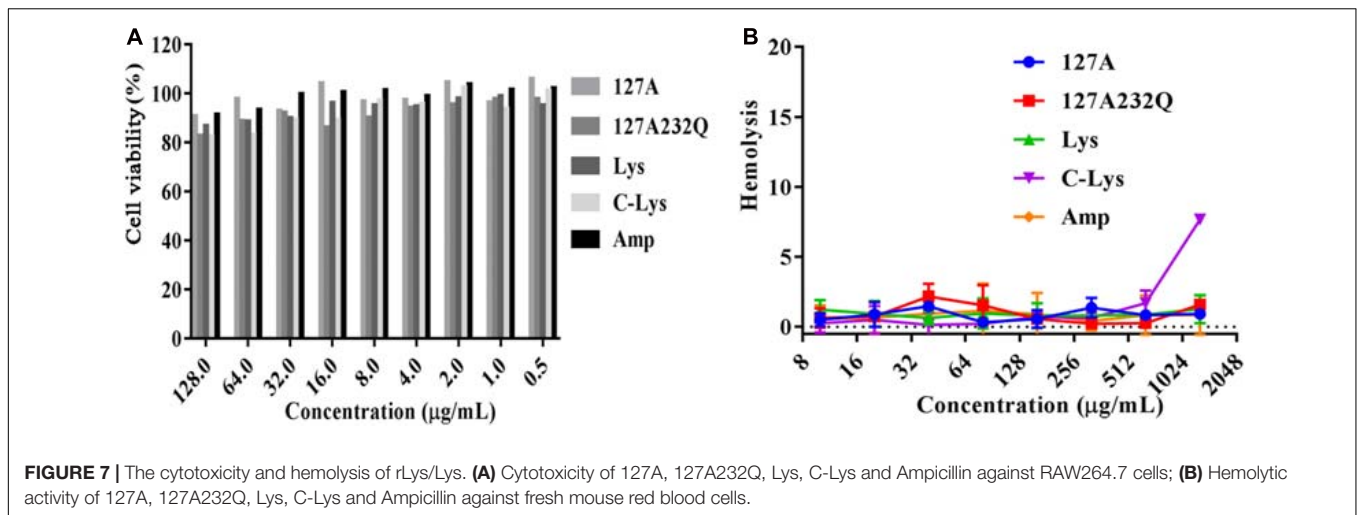 A
120
100
80
60
40
20
0
Cell viability (%)
128.0
64.0
32.0
16.0
8.0
4.0
2.0
1.0
0.5
Concentration (μg/mL)
127A
127A232Q
Lys
C-Lys
Amp
B
20
15
10
5
0
Hemolysis
8
16
32
64
128
256
512
1024
2048
Concentration (μg/mL)
127A
127A232Q
Lys
C-Lys
Amp
FIGURE 7 | The cytotoxicity and hemolysis of rLys/Lys. (A) Cytotoxicity of 127A, 127A232Q, Lys, C-Lys and Ampicillin against RAW264.7 cells; (B) Hemolytic
activity of 127A, 127A232Q, Lys, C-Lys and Ampicillin against fresh mouse red blood cells.